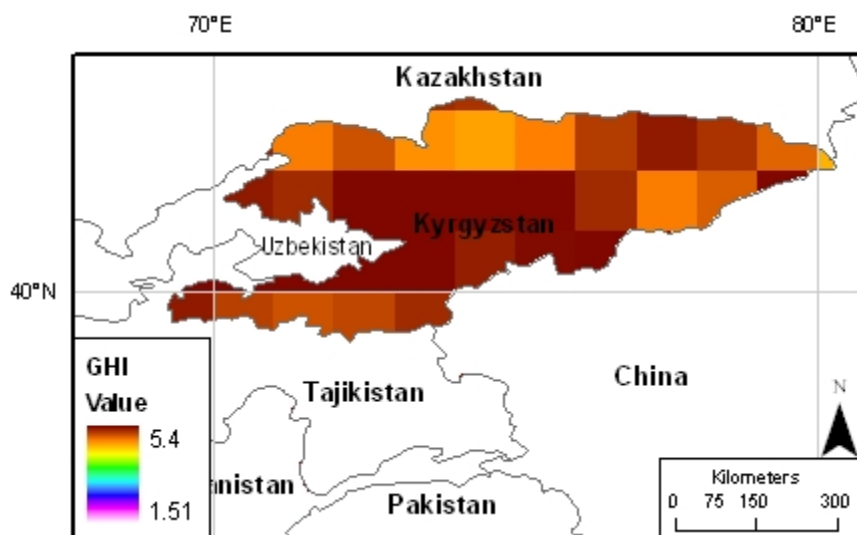 70°E 80°E
Kazakhstan
Kyrgyzstan
Uzbekistan
40°N
GHI
Value
5.4
1.51
Tajikistan
China
anistan
Pakistan
N
Kilometers
0 75 150 300